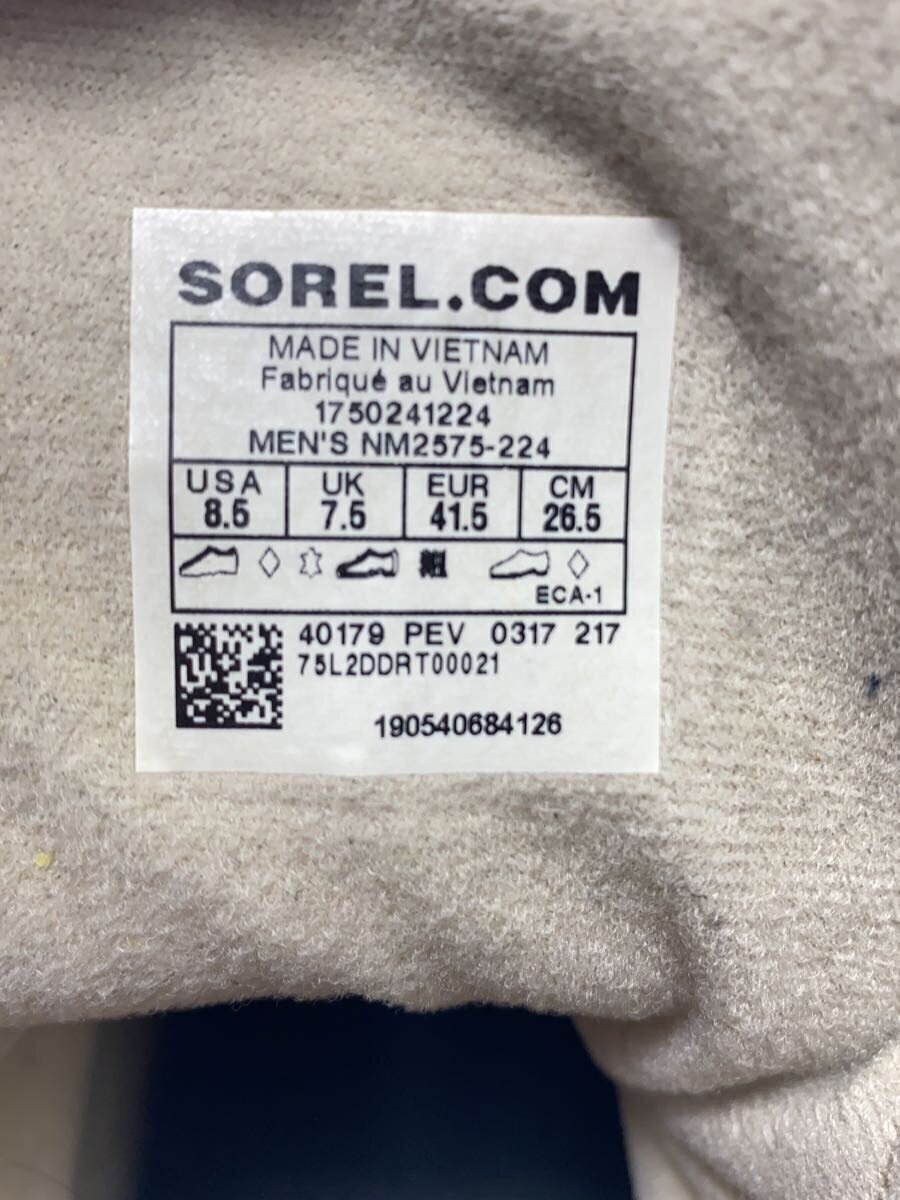 SOREL.COM
MADE IN VIETNAM
Fabriqué au Vietnam
1750241224
MEN'S NM2575-224
USA UK EUR CM
8.5 7.5 41.5 26.5
ECA-1
40179 PEV 0317 217
75L2DDRT00021
190540684126